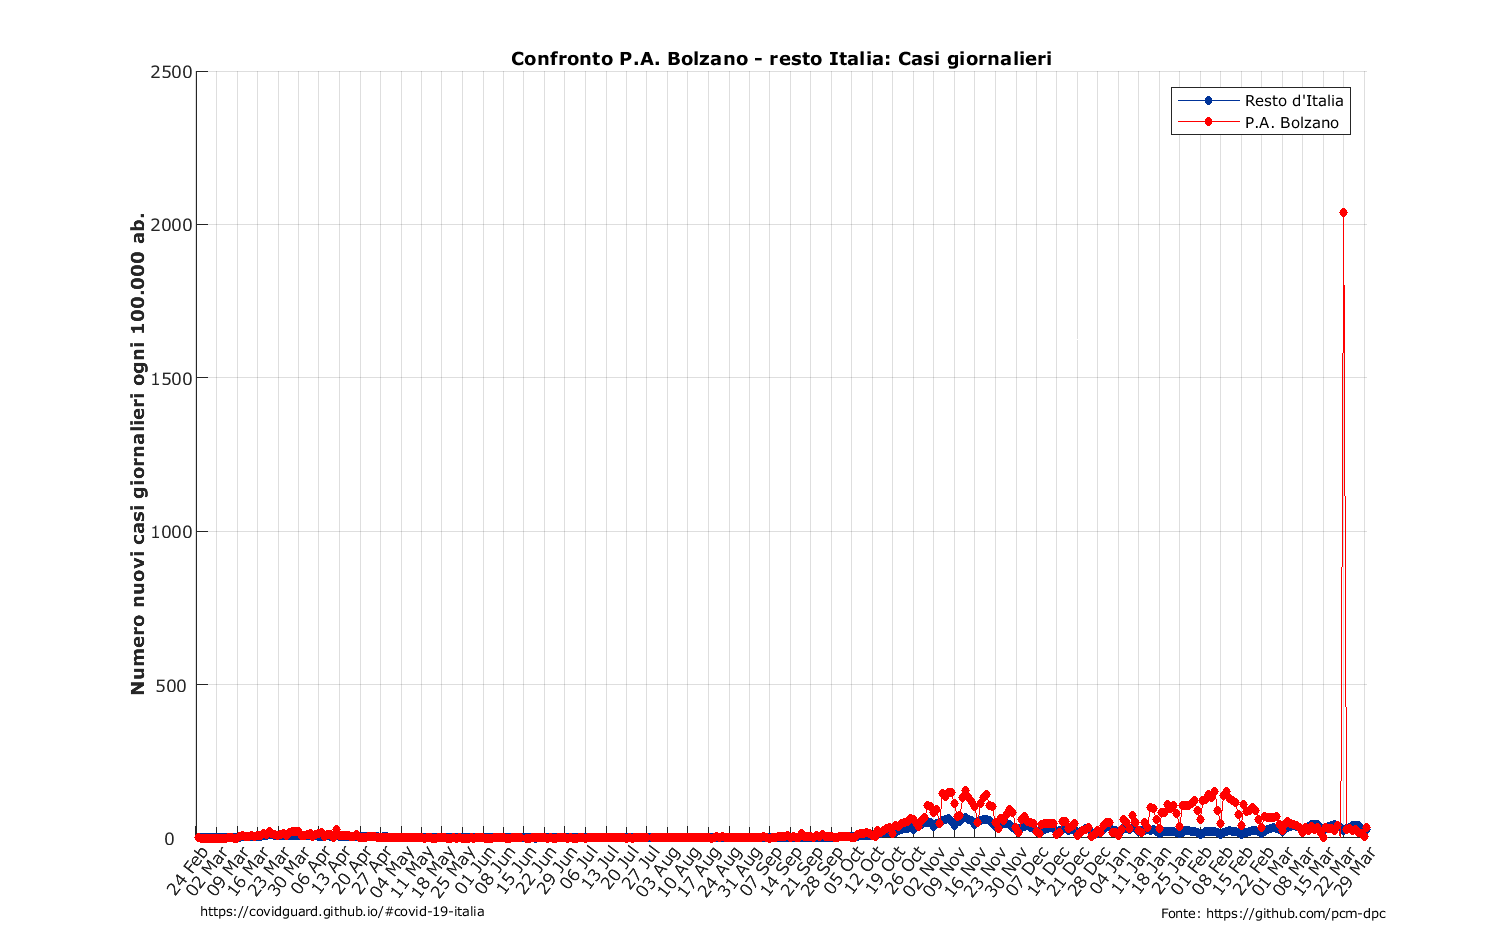 Confronto P.A. Bolzano - resto Italia: Casi giornalieri
Resto d'Italia
P.A. Bolzano
Numero nuovi casi giornalieri ogni 100.000 ab.
2500
2000
1500
1000
500
0
24 Feb
02 Mar
09 Mar
16 Mar
23 Mar
30 Mar
06 Apr
13 Apr
20 Apr
27 Apr
04 May
11 May
18 May
25 May
01 Jun
08 Jun
15 Jun
22 Jun
29 Jun
06 Jul
13 Jul
20 Jul
27 Jul
03 Aug
10 Aug
17 Aug
24 Aug
31 Aug
07 Sep
14 Sep
21 Sep
28 Sep
05 Oct
12 Oct
19 Oct
26 Oct
02 Nov
09 Nov
16 Nov
23 Nov
30 Nov
07 Dec
14 Dec
21 Dec
28 Dec
04 Jan
11 Jan
18 Jan
25 Jan
01 Feb
08 Feb
15 Feb
22 Feb
01 Mar
08 Mar
15 Mar
22 Mar
29 Mar
https://covidguard.github.io/#covid-19-italia
Fonte: https://github.com/pcm-dpc